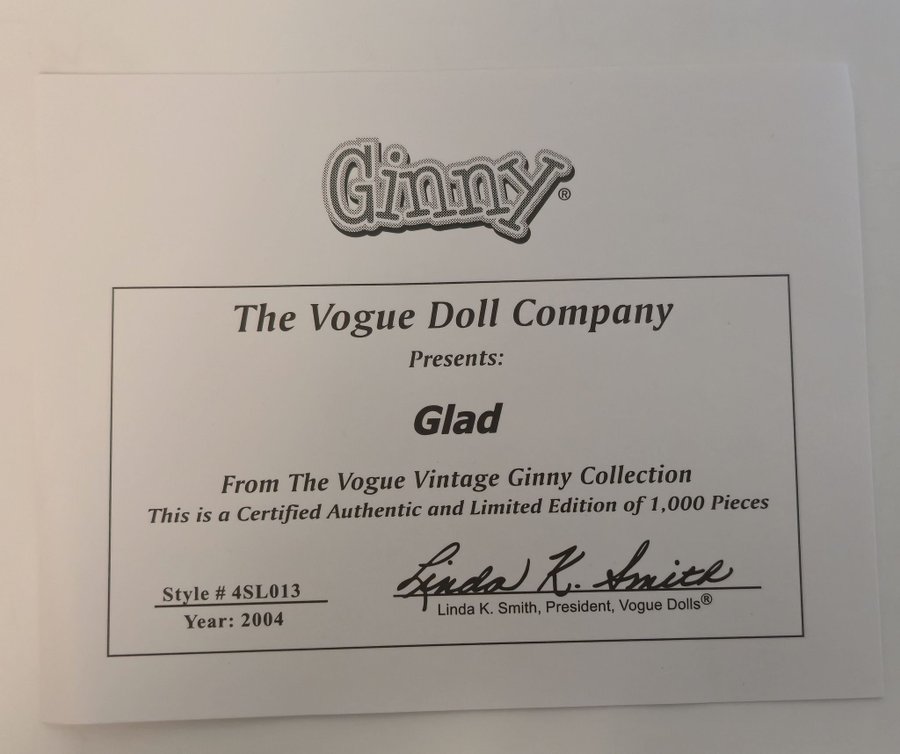 Ginny®
The Vogue Doll Company
Presents:
Glad
From The Vogue Vintage Ginny Collection
This is a Certified Authentic and Limited Edition of 1,000 Pieces
Linda K. Smith
Style # 4SL013
Linda K. Smith, President, Vogue Dolls®
Year: 2004